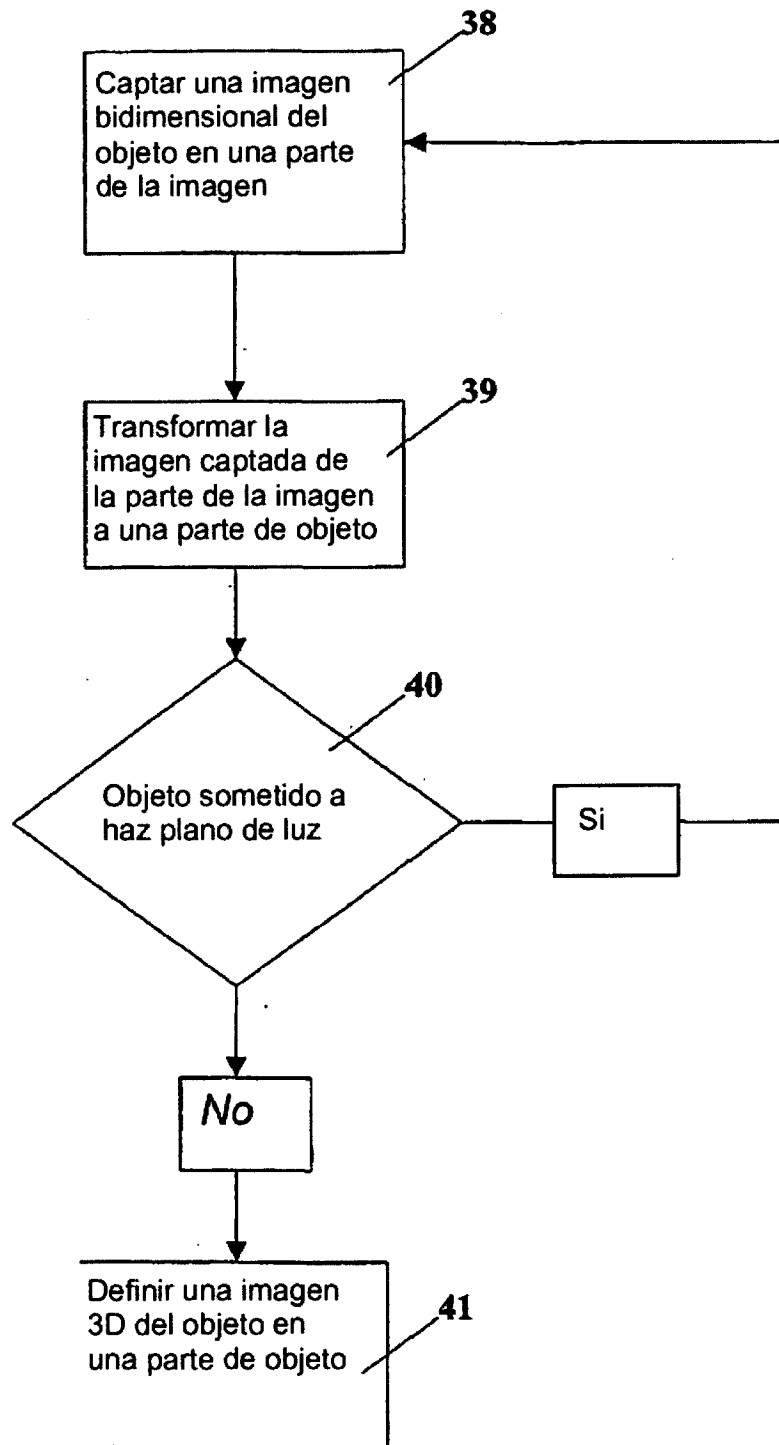 38
Captar una imagen
bidimensional del
objeto en una parte
de la imagen
39
Transformar la
imagen captada de
la parte de la imagen
a una parte de objeto
40
Objeto sometido a
haz plano de luz
Si
No
Definir una imagen
3D del objeto en
una parte de objeto
41